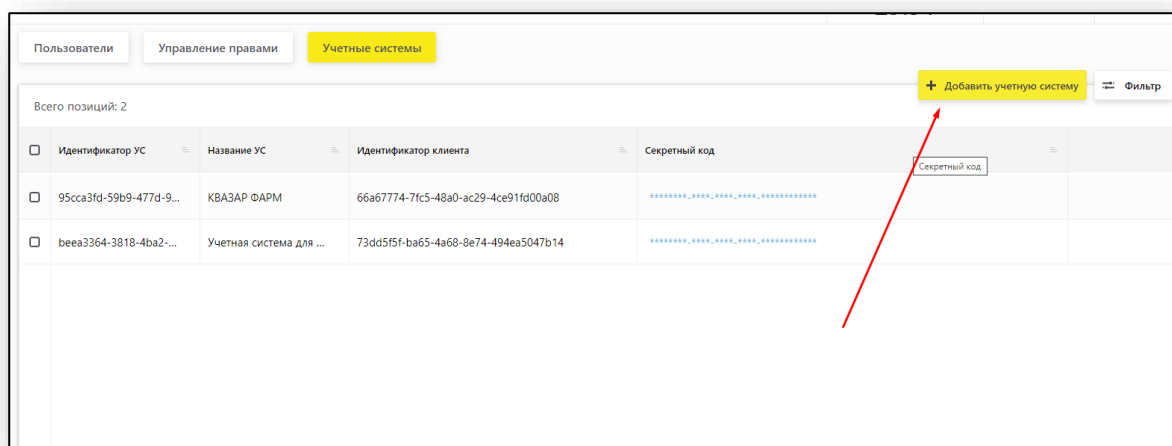 Пользователи Управление правами Учетные системы
+ Добавить учетную систему Фильтр
Всего позиций: 2
Идентификатор УС Название УС Идентификатор клиента Секретный код
Секретный код
95cca3fd-59b9-477d-9... КВАЗАР ФАРМ 66a67774-7fc5-48a0-ac29-4ce91fd00a08 ********-****-****-****-************
beea3364-3818-4ba2-... Учетная система для ... 73dd5f5f-ba65-4a68-8e74-494ea5047b14 ********-****-****-****-************